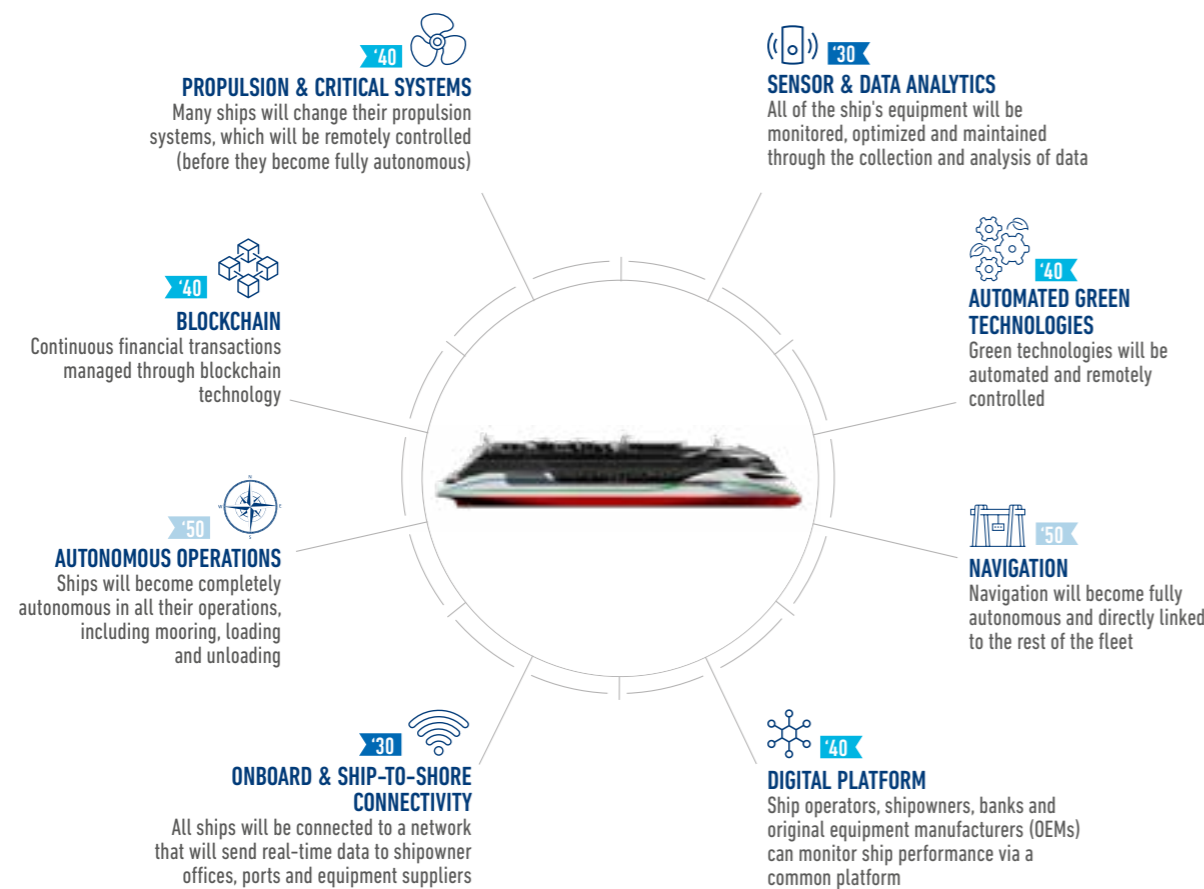 ‘40
PROPULSION & CRITICAL SYSTEMS
Many ships will change their propulsion
systems, which will be remotely controlled
(before they become fully autonomous)
‘30
SENSOR & DATA ANALYTICS
All of the ship's equipment will be
monitored, optimized and maintained
through the collection and analysis of data
‘40
BLOCKCHAIN
Continuous financial transactions
managed through blockchain
technology
‘40
AUTOMATED GREEN
TECHNOLOGIES
Green technologies will be
automated and remotely
controlled
N
W
E
‘50
AUTONOMOUS OPERATIONS
Ships will become completely
autonomous in all their operations,
including mooring, loading
and unloading
‘50
NAVIGATION
Navigation will become fully
autonomous and directly linked
to the rest of the fleet
‘30
ONBOARD & SHIP-TO-SHORE
CONNECTIVITY
All ships will be connected to a network
that will send real-time data to shipowner
offices, ports and equipment suppliers
‘40
DIGITAL PLATFORM
Ship operators, shipowners, banks and
original equipment manufacturers (OEMs)
can monitor ship performance via a
common platform